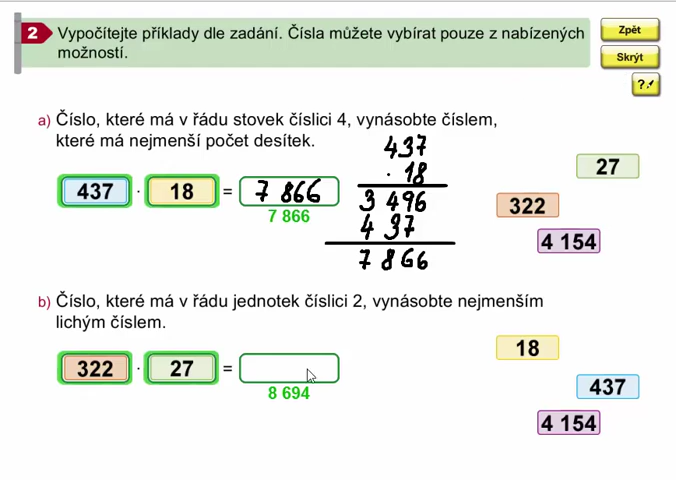 2 Vypočítejte příklady dle zadání. Čísla můžete vybírat pouze z nabízených
možností.
Zpět
Skrýt
?
a) Číslo, které má v řádu stovek číslici 4, vynásobte číslem,
které má nejmenší počet desítek.
437 · 18 = 7 866
7 866
437
· 18
3 496
4 37
7 866
27
322
4 154
b) Číslo, které má v řádu jednotek číslici 2, vynásobte nejmenším
lichým číslem.
322 · 27 =
8 694
18
437
4 154